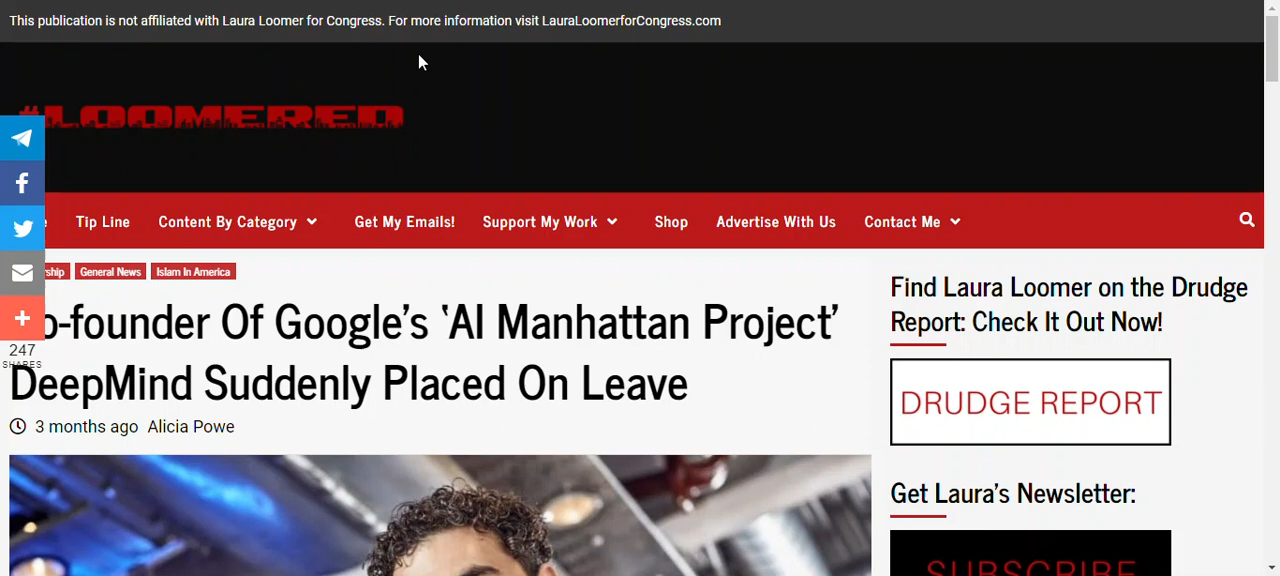 This publication is not affiliated with Laura Loomer for Congress. For more information visit LauraLoomerforCongress.com
#LOOMERED
Tip Line
Content By Category
Get My Emails!
Support My Work
Shop
Advertise With Us
Contact Me
General News
Islam In America
Of Google's 'AI Manhattan Project'
DeepMind Suddenly Placed On Leave
3 months ago Alicia Powe
247
SHARES
Find Laura Loomer on the Drudge
Report: Check It Out Now!
DRUDGE REPORT
Get Laura's Newsletter:
SUBSCRIBE